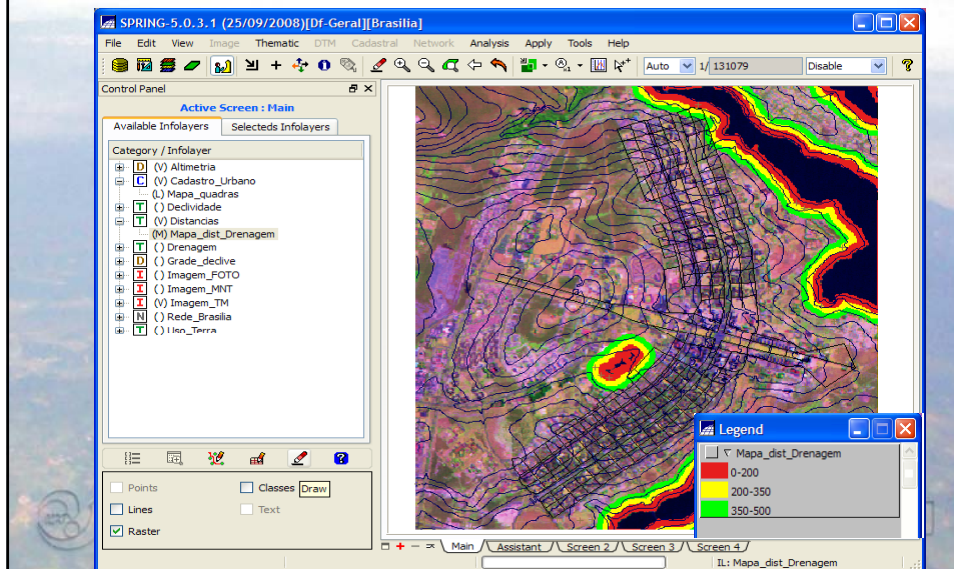 SPRING-5.0.3.1 (25/09/2008)[Df-Geral][Brasilia]
File Edit View Image Thematic DTM Cadastral Network Analysis Apply Tools Help
Auto 1/ 131079 Disable
Control Panel
Active Screen : Main
Available Infolayers Selecteds Infolayers
Category / Infolayer
D (V) Altimetria
C (V) Cadastro_Urbano
(L) Mapa_quadras
T ( ) Declividade
T (V) Distancias
(M) Mapa_dist_Drenagem
T ( ) Drenagem
D ( ) Grade_declive
I ( ) Imagem_FOTO
I ( ) Imagem_MNT
I (V) Imagem_TM
N ( ) Rede_Brasilia
T ( ) Uso_Terra
Points Classes Draw
Lines Text
Raster
Legend
Mapa_dist_Drenagem
0-200
200-350
350-500
Main Assistant Screen 2 Screen 3 Screen 4
IL: Mapa_dist_Drenagem